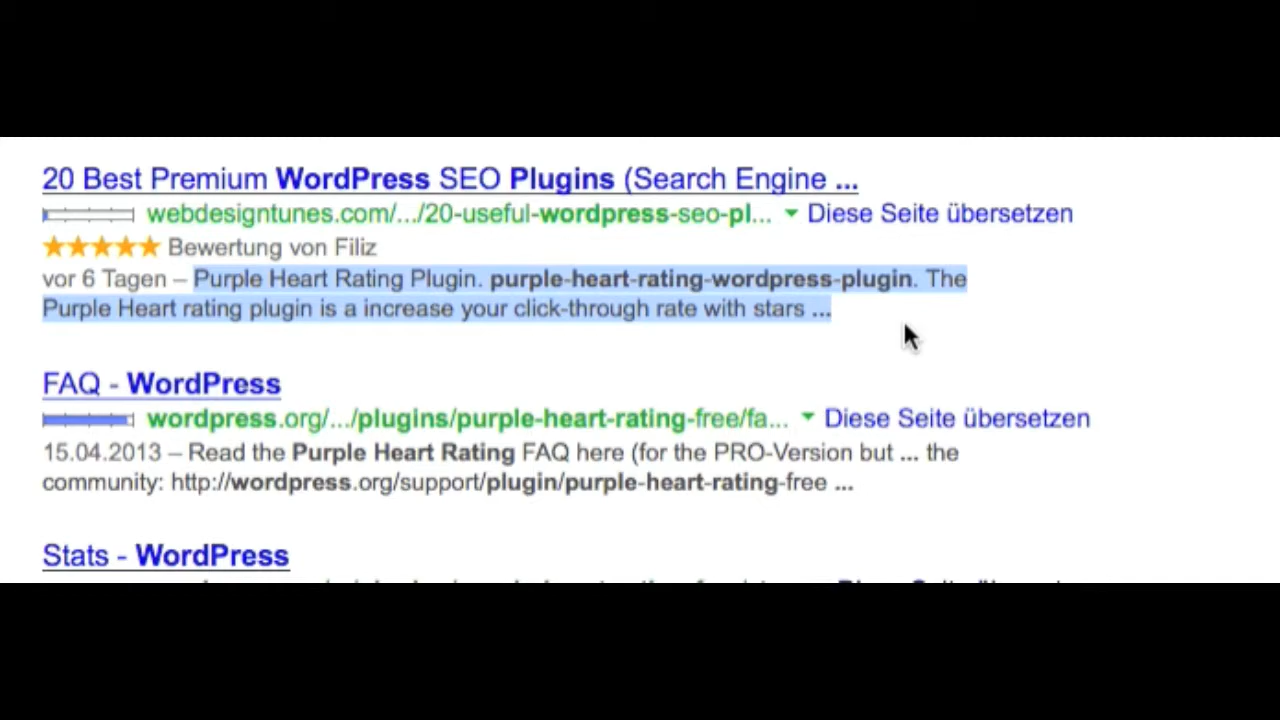 20 Best Premium WordPress SEO Plugins (Search Engine ...
webdesigntunes.com/.../20-useful-wordpress-seo-pl... Diese Seite übersetzen
Bewertung von Filiz
vor 6 Tagen – Purple Heart Rating Plugin. purple-heart-rating-wordpress-plugin. The
Purple Heart rating plugin is a increase your click-through rate with stars ...
FAQ - WordPress
wordpress.org/.../plugins/purple-heart-rating-free/fa... Diese Seite übersetzen
15.04.2013 – Read the Purple Heart Rating FAQ here (for the PRO-Version but ... the
community: http://wordpress.org/support/plugin/purple-heart-rating-free ...
Stats - WordPress